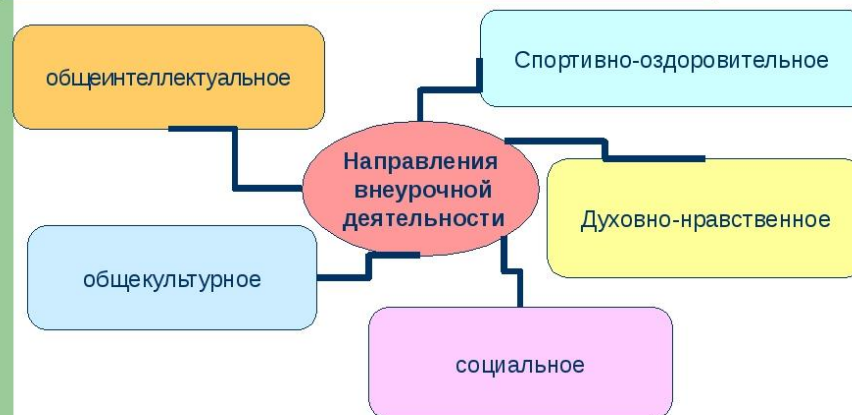 общеинтеллектуальное
Спортивно-оздоровительное
Направления
внеурочной
деятельности
Духовно-нравственное
общекультурное
социальное